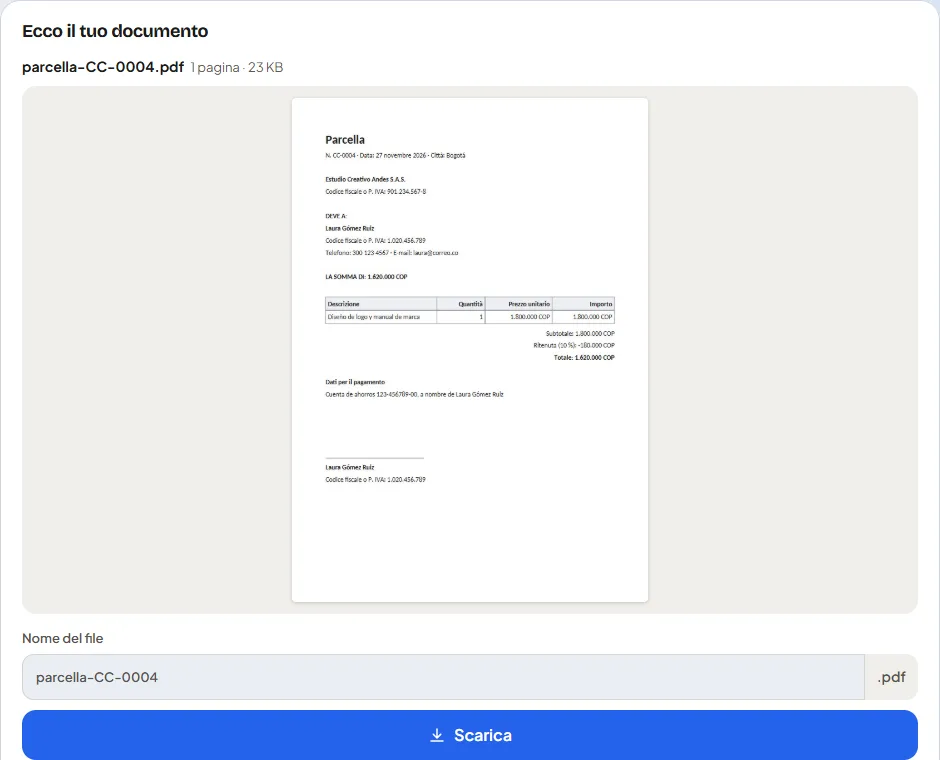 Ecco il tuo documento
parcella-CC-0004.pdf 1 pagina · 23 KB
Parcella
N. CC-0004 · Data: 27 novembre 2026 · Città: Bogotá
Estudio Creativo Andes S.A.S.
Codice fiscale o P. IVA: 901.234.567-8
DEVE A:
Laura Gómez Ruiz
Codice fiscale o P. IVA: 1.020.456.789
Telefono: 300 123 4567 · E-mail: laura@correo.co
LA SOMMA DI: 1.620.000 COP
Descrizione Quantità Prezzo unitario Importo
Diseño de logo y manual de marca 1 1.800.000 COP 1.800.000 COP
Subtotale: 1.800.000 COP
Ritenuta (10 %): -180.000 COP
Totale: 1.620.000 COP
Dati per il pagamento
Cuenta de ahorros 123-456789-00, a nombre de Laura Gómez Ruiz
Laura Gómez Ruiz
Codice fiscale o P. IVA: 1.020.456.789
Nome del file
parcella-CC-0004 .pdf
Scarica